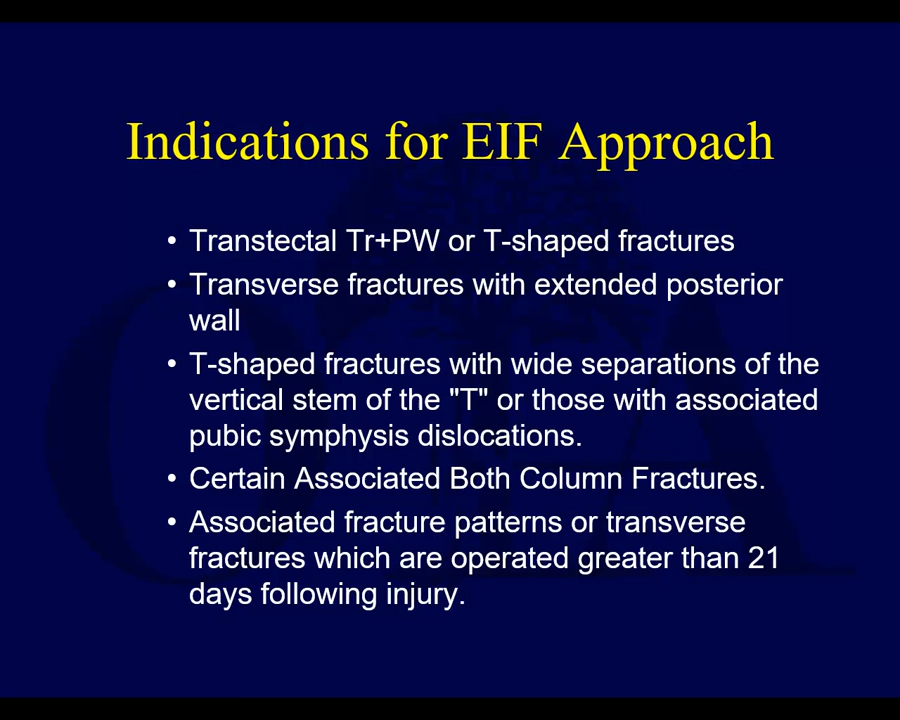 Indications for EIF Approach
• Transtectal Tr+PW or T-shaped fractures
• Transverse fractures with extended posterior
wall
• T-shaped fractures with wide separations of the
vertical stem of the "T" or those with associated
pubic symphysis dislocations.
• Certain Associated Both Column Fractures.
• Associated fracture patterns or transverse
fractures which are operated greater than 21
days following injury.
OTA